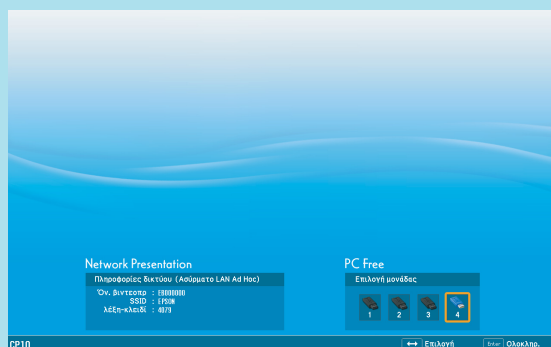 Network Presentation
Πληροφορίες δικτύου (Ασύρματο LAN Ad Hoc)
Όν. βιντεοπρ : EB000000
SSID : EPSON
λέξη-κλειδί : 4079
PC Free
Επιλογή μονάδας
1 2 3 4
CP10
Επιλογή
Enter Ολοκληρ.